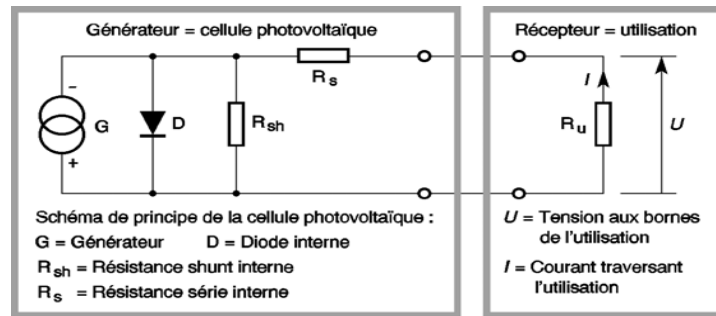 Générateur = cellule photovoltaïque
Rs
–
G
D
Rsh
+
Schéma de principe de la cellule photovoltaïque :
G = Générateur D = Diode interne
Rsh = Résistance shunt interne
Rs = Résistance série interne
Récepteur = utilisation
I
Ru
U
U = Tension aux bornes
de l'utilisation
I = Courant traversant
l'utilisation